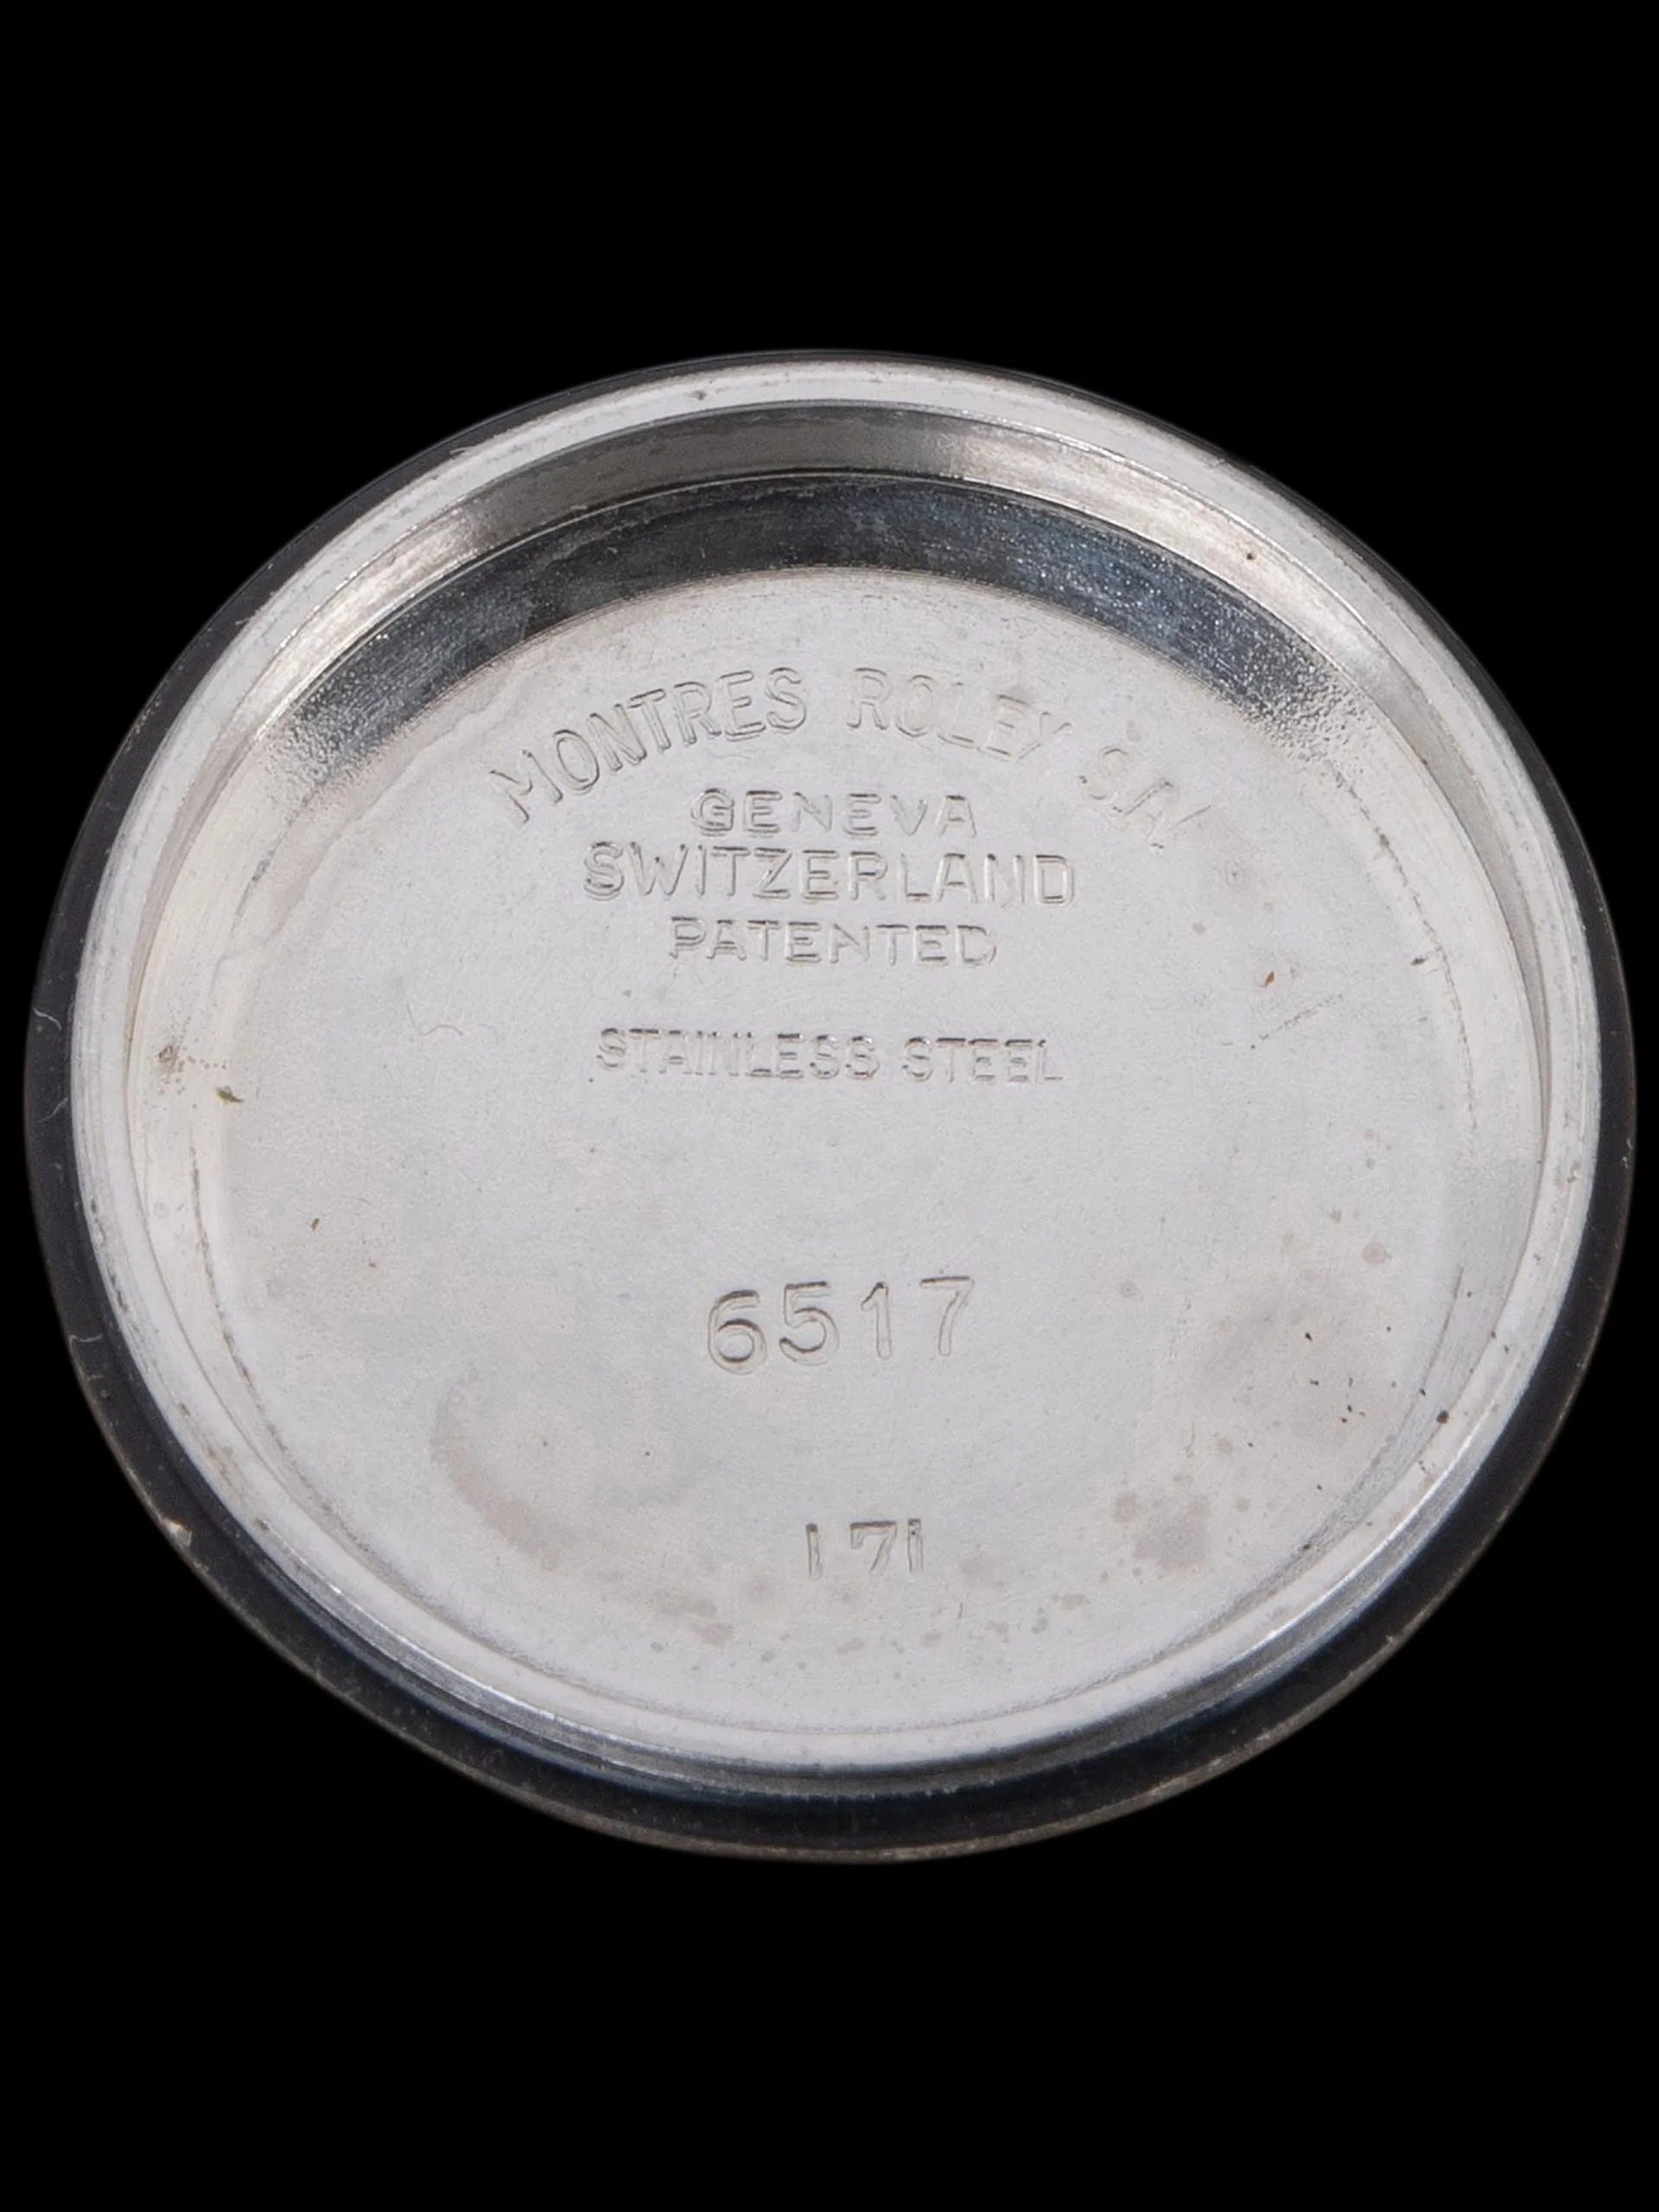 MONTRES ROLEX S.A.
GENEVA
SWITZERLAND
PATENTED
STAINLESS STEEL
6517
171